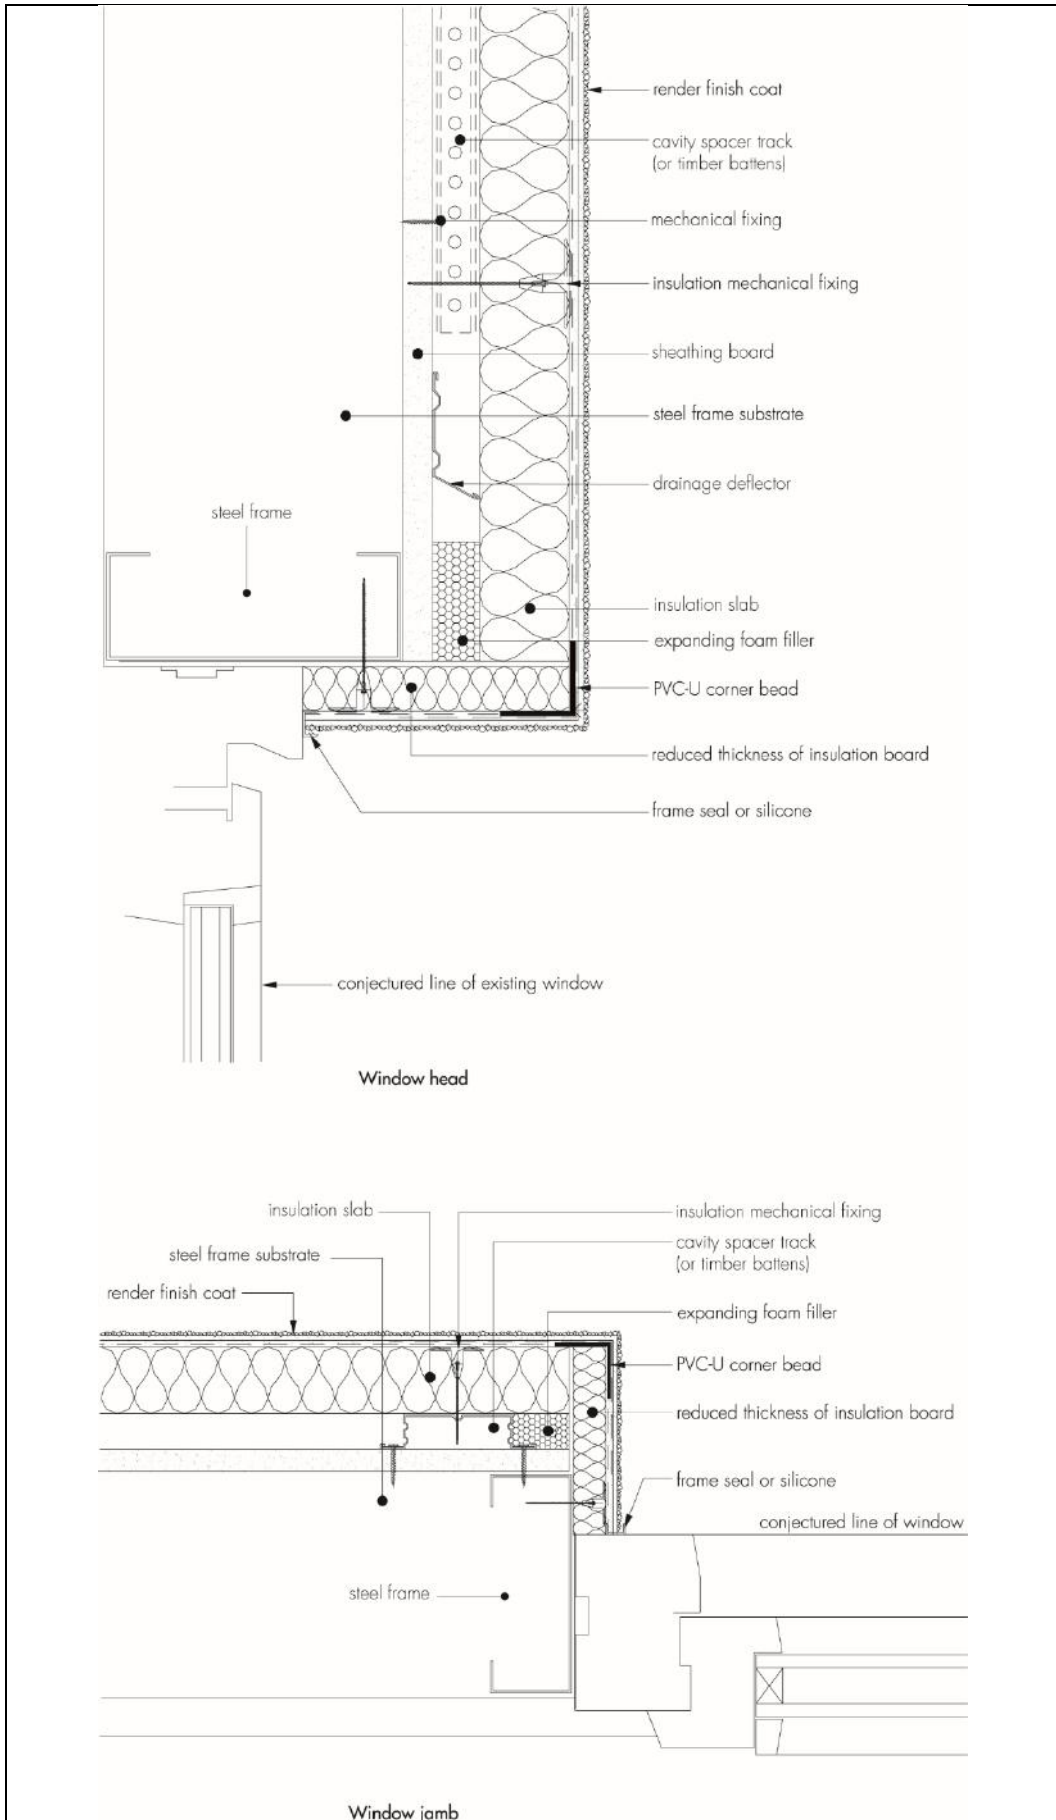 render finish coat
cavity spacer track
(or timber battens)
mechanical fixing
insulation mechanical fixing
sheathing board
steel frame substrate
drainage deflector
steel frame
insulation slab
expanding foam filler
PVC-U corner bead
reduced thickness of insulation board
frame seal or silicone
conjectured line of existing window
Window head
insulation slab
insulation mechanical fixing
cavity spacer track
(or timber battens)
steel frame substrate
render finish coat
expanding foam filler
PVC-U corner bead
reduced thickness of insulation board
frame seal or silicone
conjectured line of window
steel frame
Window jamb